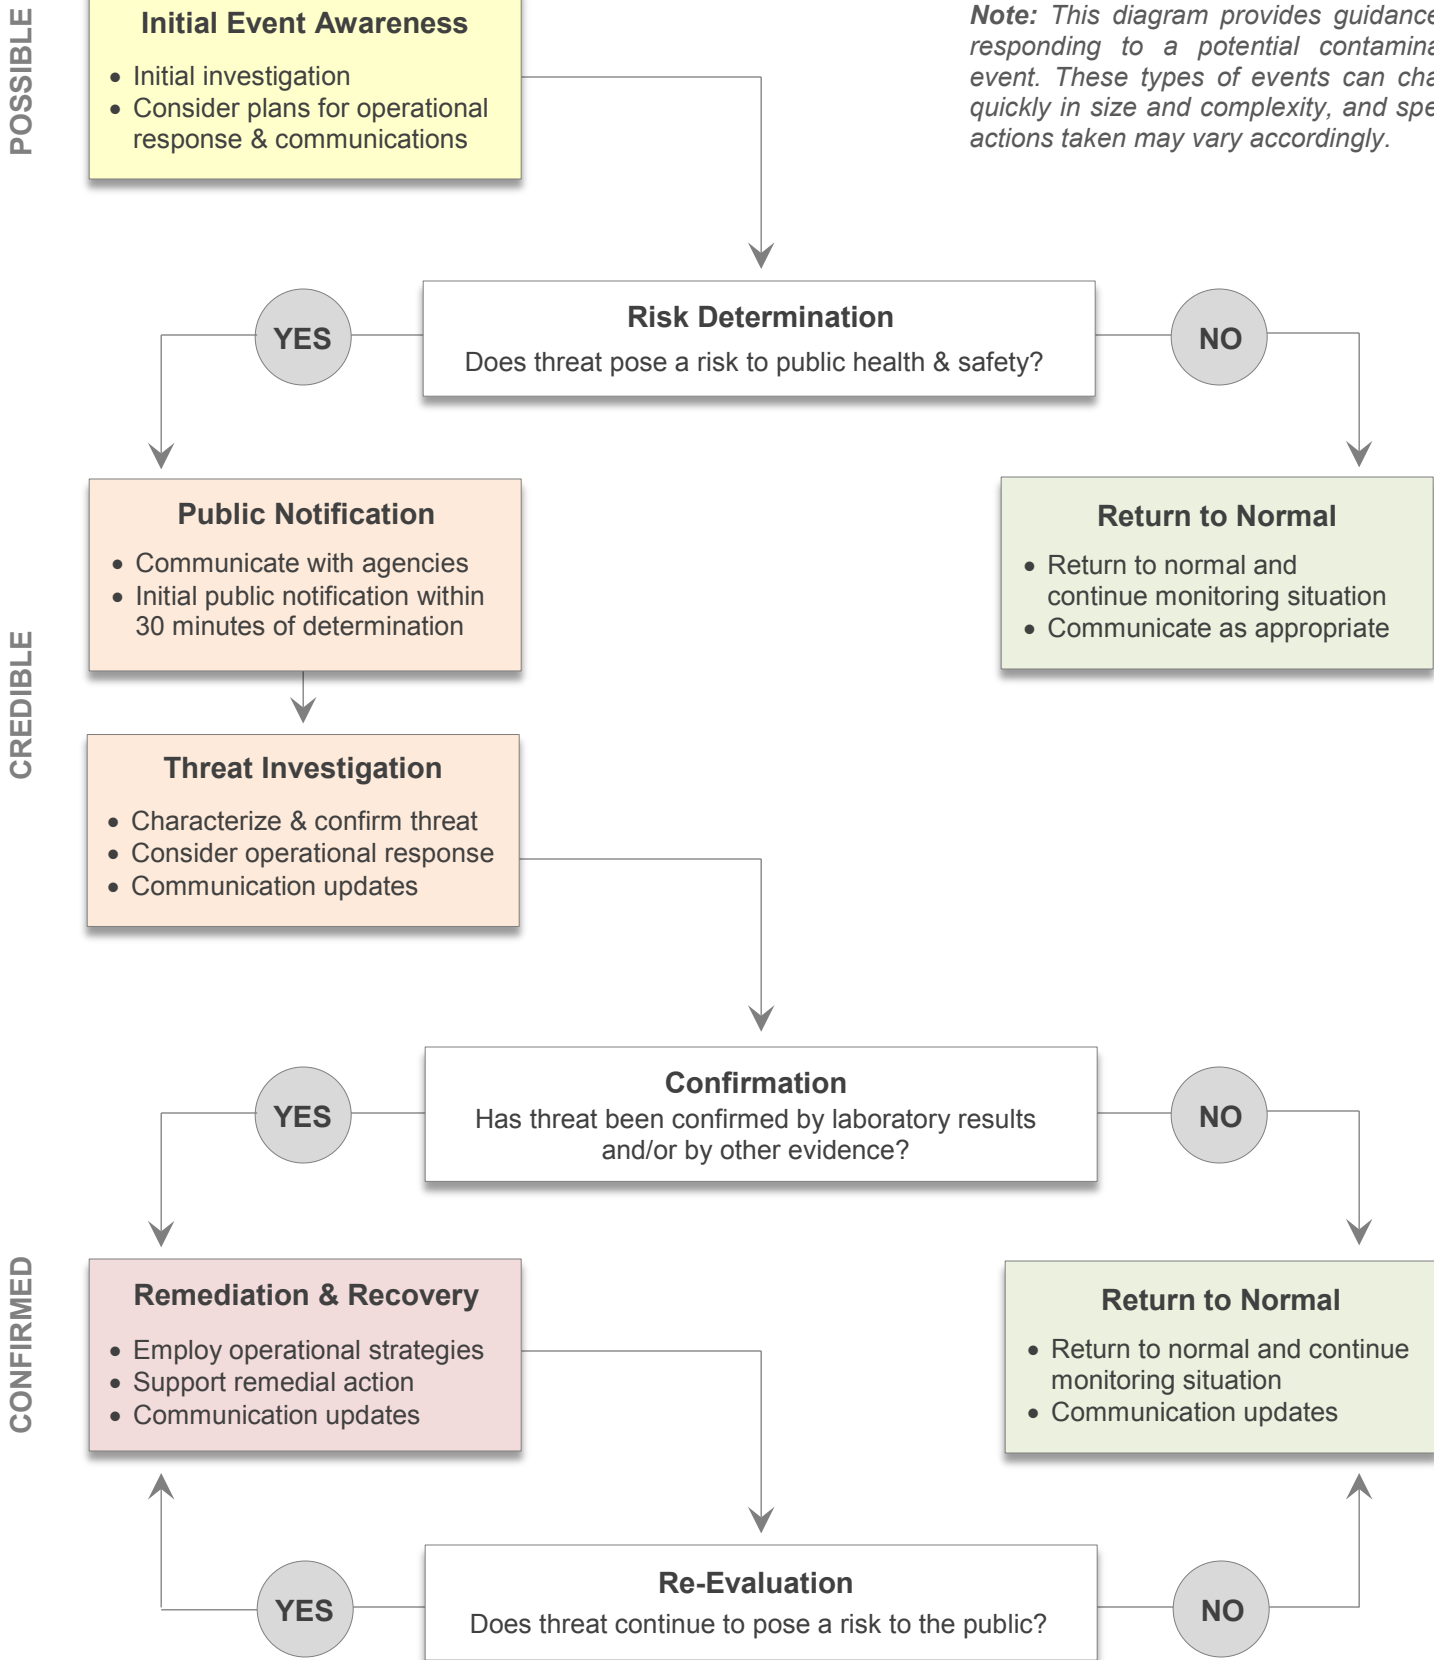 POSSIBLE
Initial Event Awareness
• Initial investigation
• Consider plans for operational
response & communications
Note: This diagram provides guidance
responding to a potential
event. These types of events can
quickly in size and complexity, and
actions taken may vary accordingly.
YES
Risk Determination
Does threat pose a risk to public health & safety?
NO
CREDIBLE
Public Notification
• Communicate with agencies
• Initial public notification within
30 minutes of determination
Return to Normal
• Return to normal and
continue monitoring situation
• Communicate as appropriate
Threat Investigation
• Characterize & confirm threat
• Consider operational response
• Communication updates
YES
Confirmation
Has threat been confirmed by laboratory results
and/or by other evidence?
NO
CONFIRMED
Remediation & Recovery
• Employ operational strategies
• Support remedial action
• Communication updates
Return to Normal
• Return to normal and continue
monitoring situation
• Communication updates
YES
Re-Evaluation
Does threat continue to pose a risk to the public?
NO